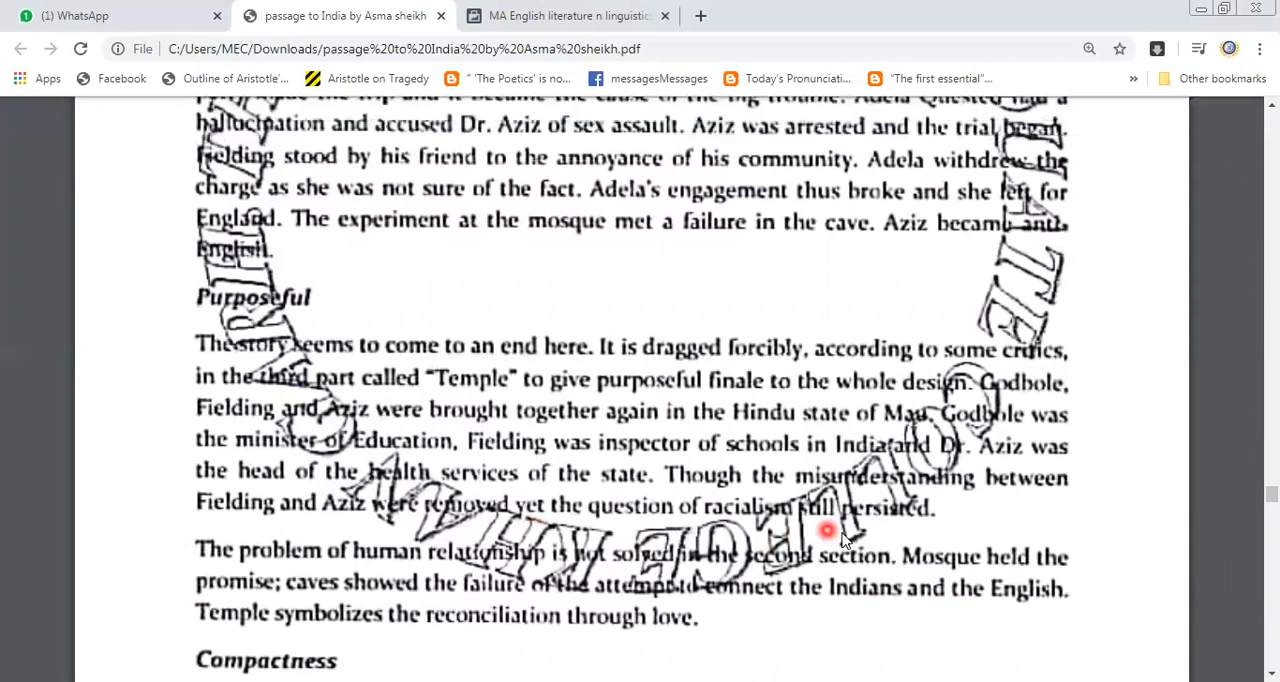 (1) WhatsApp
passage to India by Asma sheikh
MA English literature n linguistics
File
C:/Users/MEC/Downloads/passage%20to%20India%20by%20Asma%20sheikh.pdf
Apps Facebook Outline of Aristotle'... Aristotle on Tragedy " 'The Poetics' is no... messagesMessages Today's Pronunciati... "The first essential"... » Other bookmarks
hallucination and accused Dr. Aziz of sex assault. Aziz was arrested and the trial began.
Fielding stood by his friend to the annoyance of his community. Adela withdrew the
charge as she was not sure of the fact. Adela's engagement thus broke and she left for
England. The experiment at the mosque met a failure in the cave. Aziz became anti-
English.
Purposeful
The story seems to come to an end here. It is dragged forcibly, according to some critics,
in the third part called "Temple" to give purposeful finale to the whole design. Godbole,
Fielding and Aziz were brought together again in the Hindu state of Mau. Godbole was
the minister of Education, Fielding was inspector of schools in India and Dr. Aziz was
the head of the health services of the state. Though the misunderstanding between
Fielding and Aziz were removed yet the question of racialism still persisted.
The problem of human relationship is not solved in the second section. Mosque held the
promise; caves showed the failure of the attempt to connect the Indians and the English.
Temple symbolizes the reconciliation through love.
Compactness